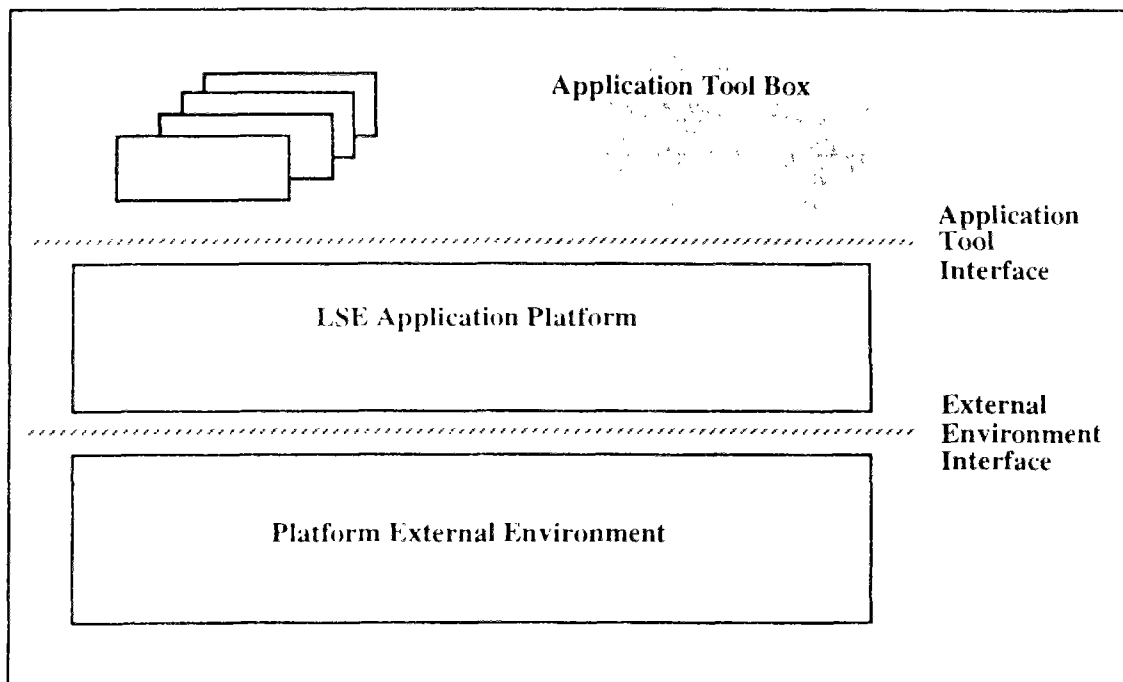 Application Tool Box
Application
Tool
Interface
LSE Application Platform
External
Environment
Interface
Platform External Environment